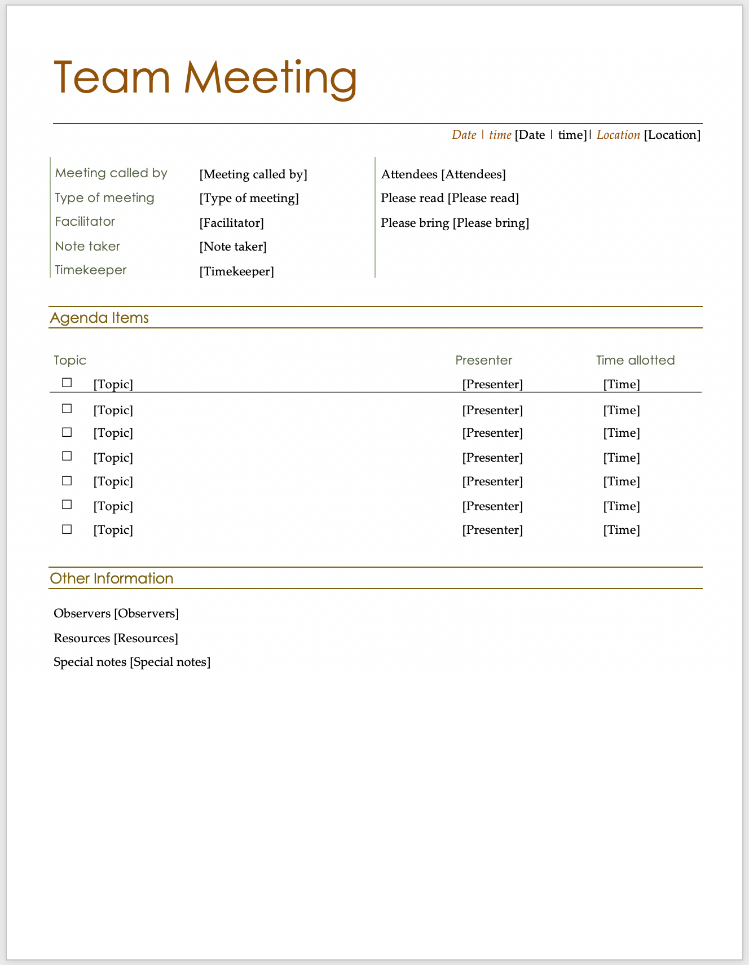 Team Meeting
Date | time [Date | time]| Location [Location]
Meeting called by [Meeting called by]
Type of meeting [Type of meeting]
Facilitator [Facilitator]
Note taker [Note taker]
Timekeeper [Timekeeper]
Attendees [Attendees]
Please read [Please read]
Please bring [Please bring]
Agenda Items
Topic Presenter Time allotted
☐ [Topic] [Presenter] [Time]
☐ [Topic] [Presenter] [Time]
☐ [Topic] [Presenter] [Time]
☐ [Topic] [Presenter] [Time]
☐ [Topic] [Presenter] [Time]
☐ [Topic] [Presenter] [Time]
☐ [Topic] [Presenter] [Time]
Other Information
Observers [Observers]
Resources [Resources]
Special notes [Special notes]